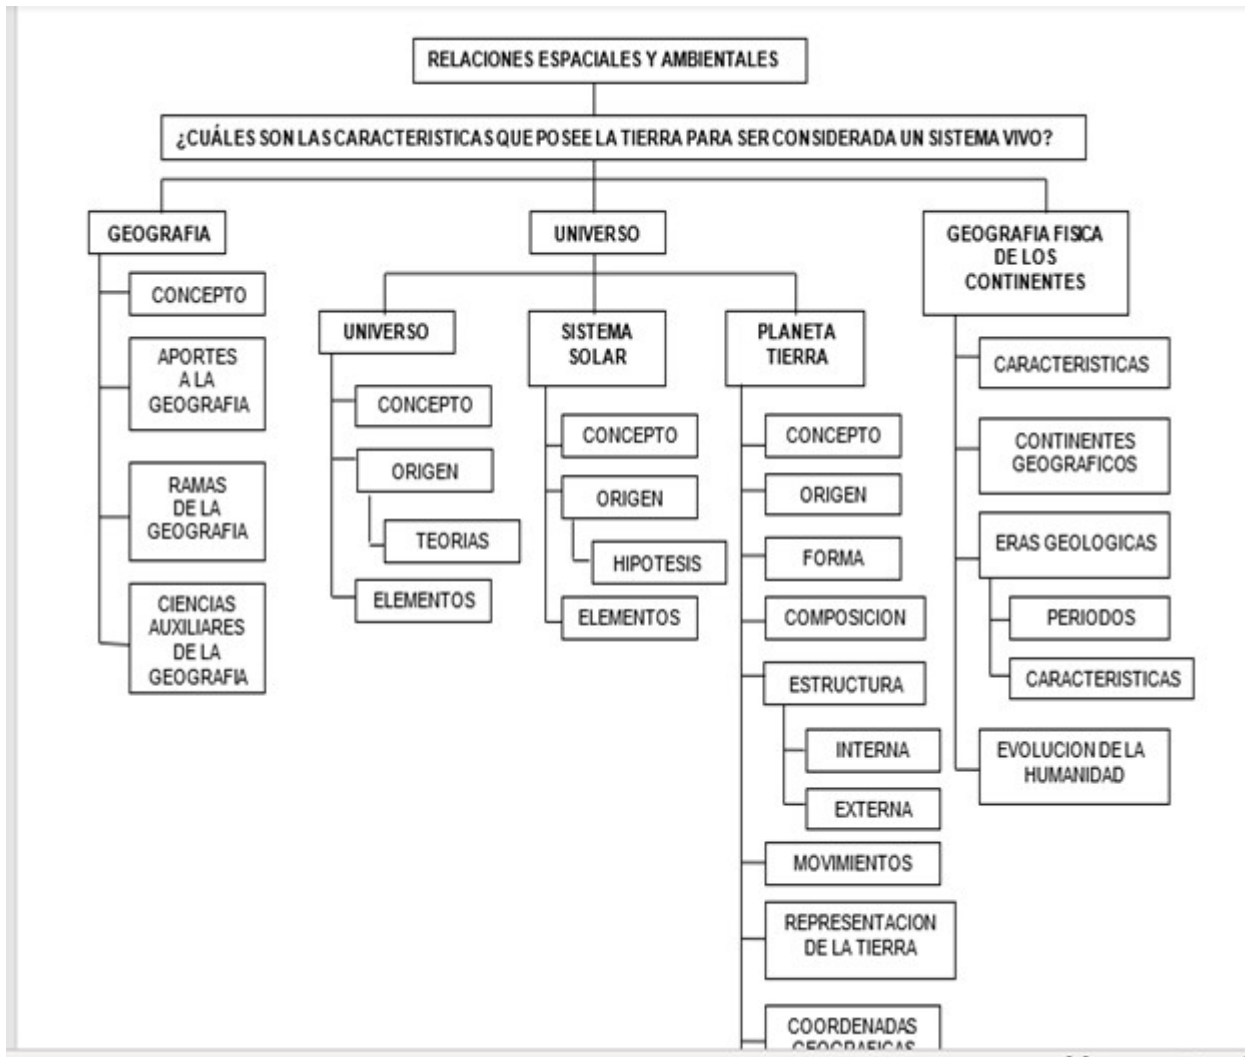 RELACIONES ESPACIALES Y AMBIENTALES
¿CUÁLES SON LAS CARACTERISTICAS QUE POSEE LA TIERRA PARA SER CONSIDERADA UN SISTEMA VIVO?
GEOGRAFIA
CONCEPTO
APORTES
A LA
GEOGRAFIA
RAMAS
DE LA
GEOGRAFIA
CIENCIAS
AUXILIARES
DE LA
GEOGRAFIA
UNIVERSO
UNIVERSO
CONCEPTO
ORIGEN
TEORIAS
ELEMENTOS
SISTEMA
SOLAR
CONCEPTO
ORIGEN
HIPOTESIS
ELEMENTOS
PLANETA
TIERRA
CONCEPTO
ORIGEN
FORMA
COMPOSICION
ESTRUCTURA
INTERNA
EXTERNA
MOVIMIENTOS
REPRESENTACION
DE LA TIERRA
COORDENADAS
GEOGRAFICAS
GEOGRAFIA FISICA
DE LOS
CONTINENTES
CARACTERISTICAS
CONTINENTES
GEOGRAFICOS
ERAS GEOLOGICAS
PERIODOS
CARACTERISTICAS
EVOLUCION DE LA
HUMANIDAD